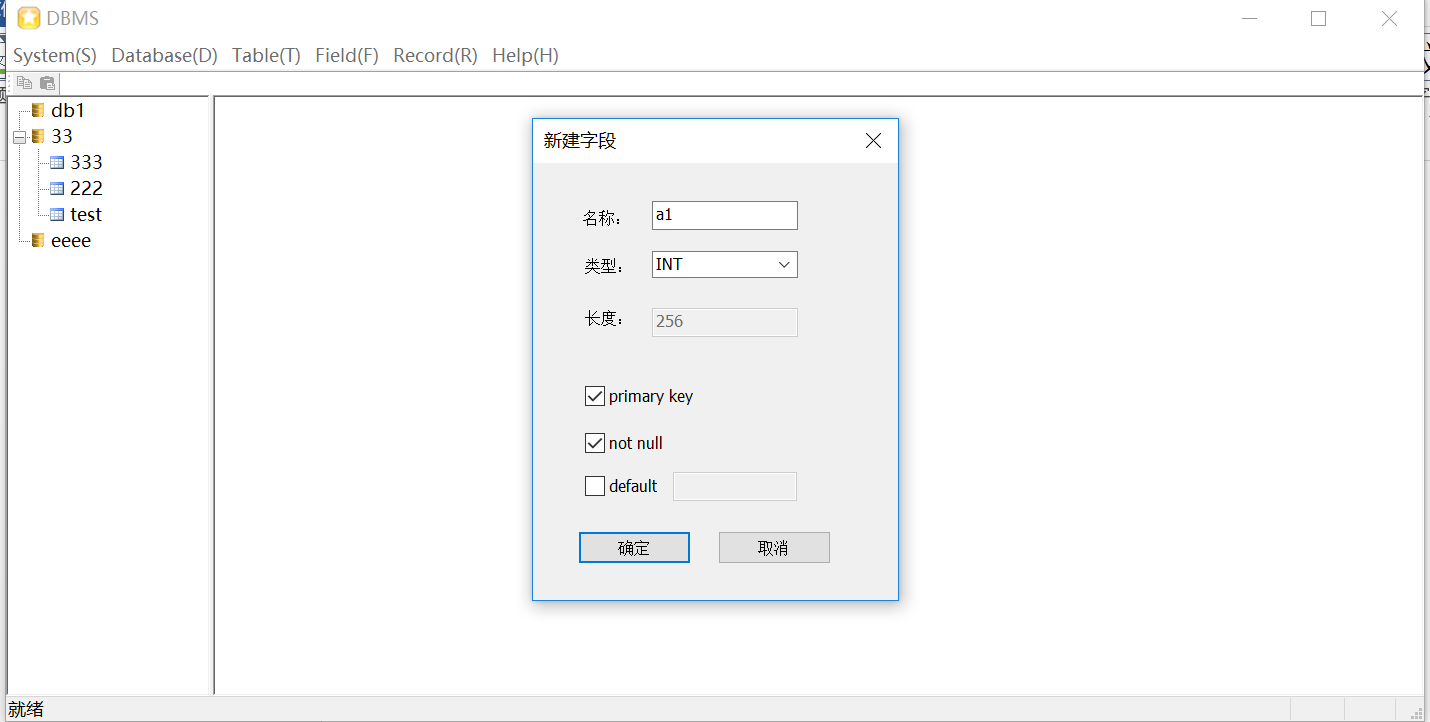 DBMS
System(S) Database(D) Table(T) Field(F) Record(R) Help(H)
db1
33
333
222
test
eeee
新建字段
名称： a1
类型： INT
长度： 256
primary key
not null
default
确定 取消
就绪